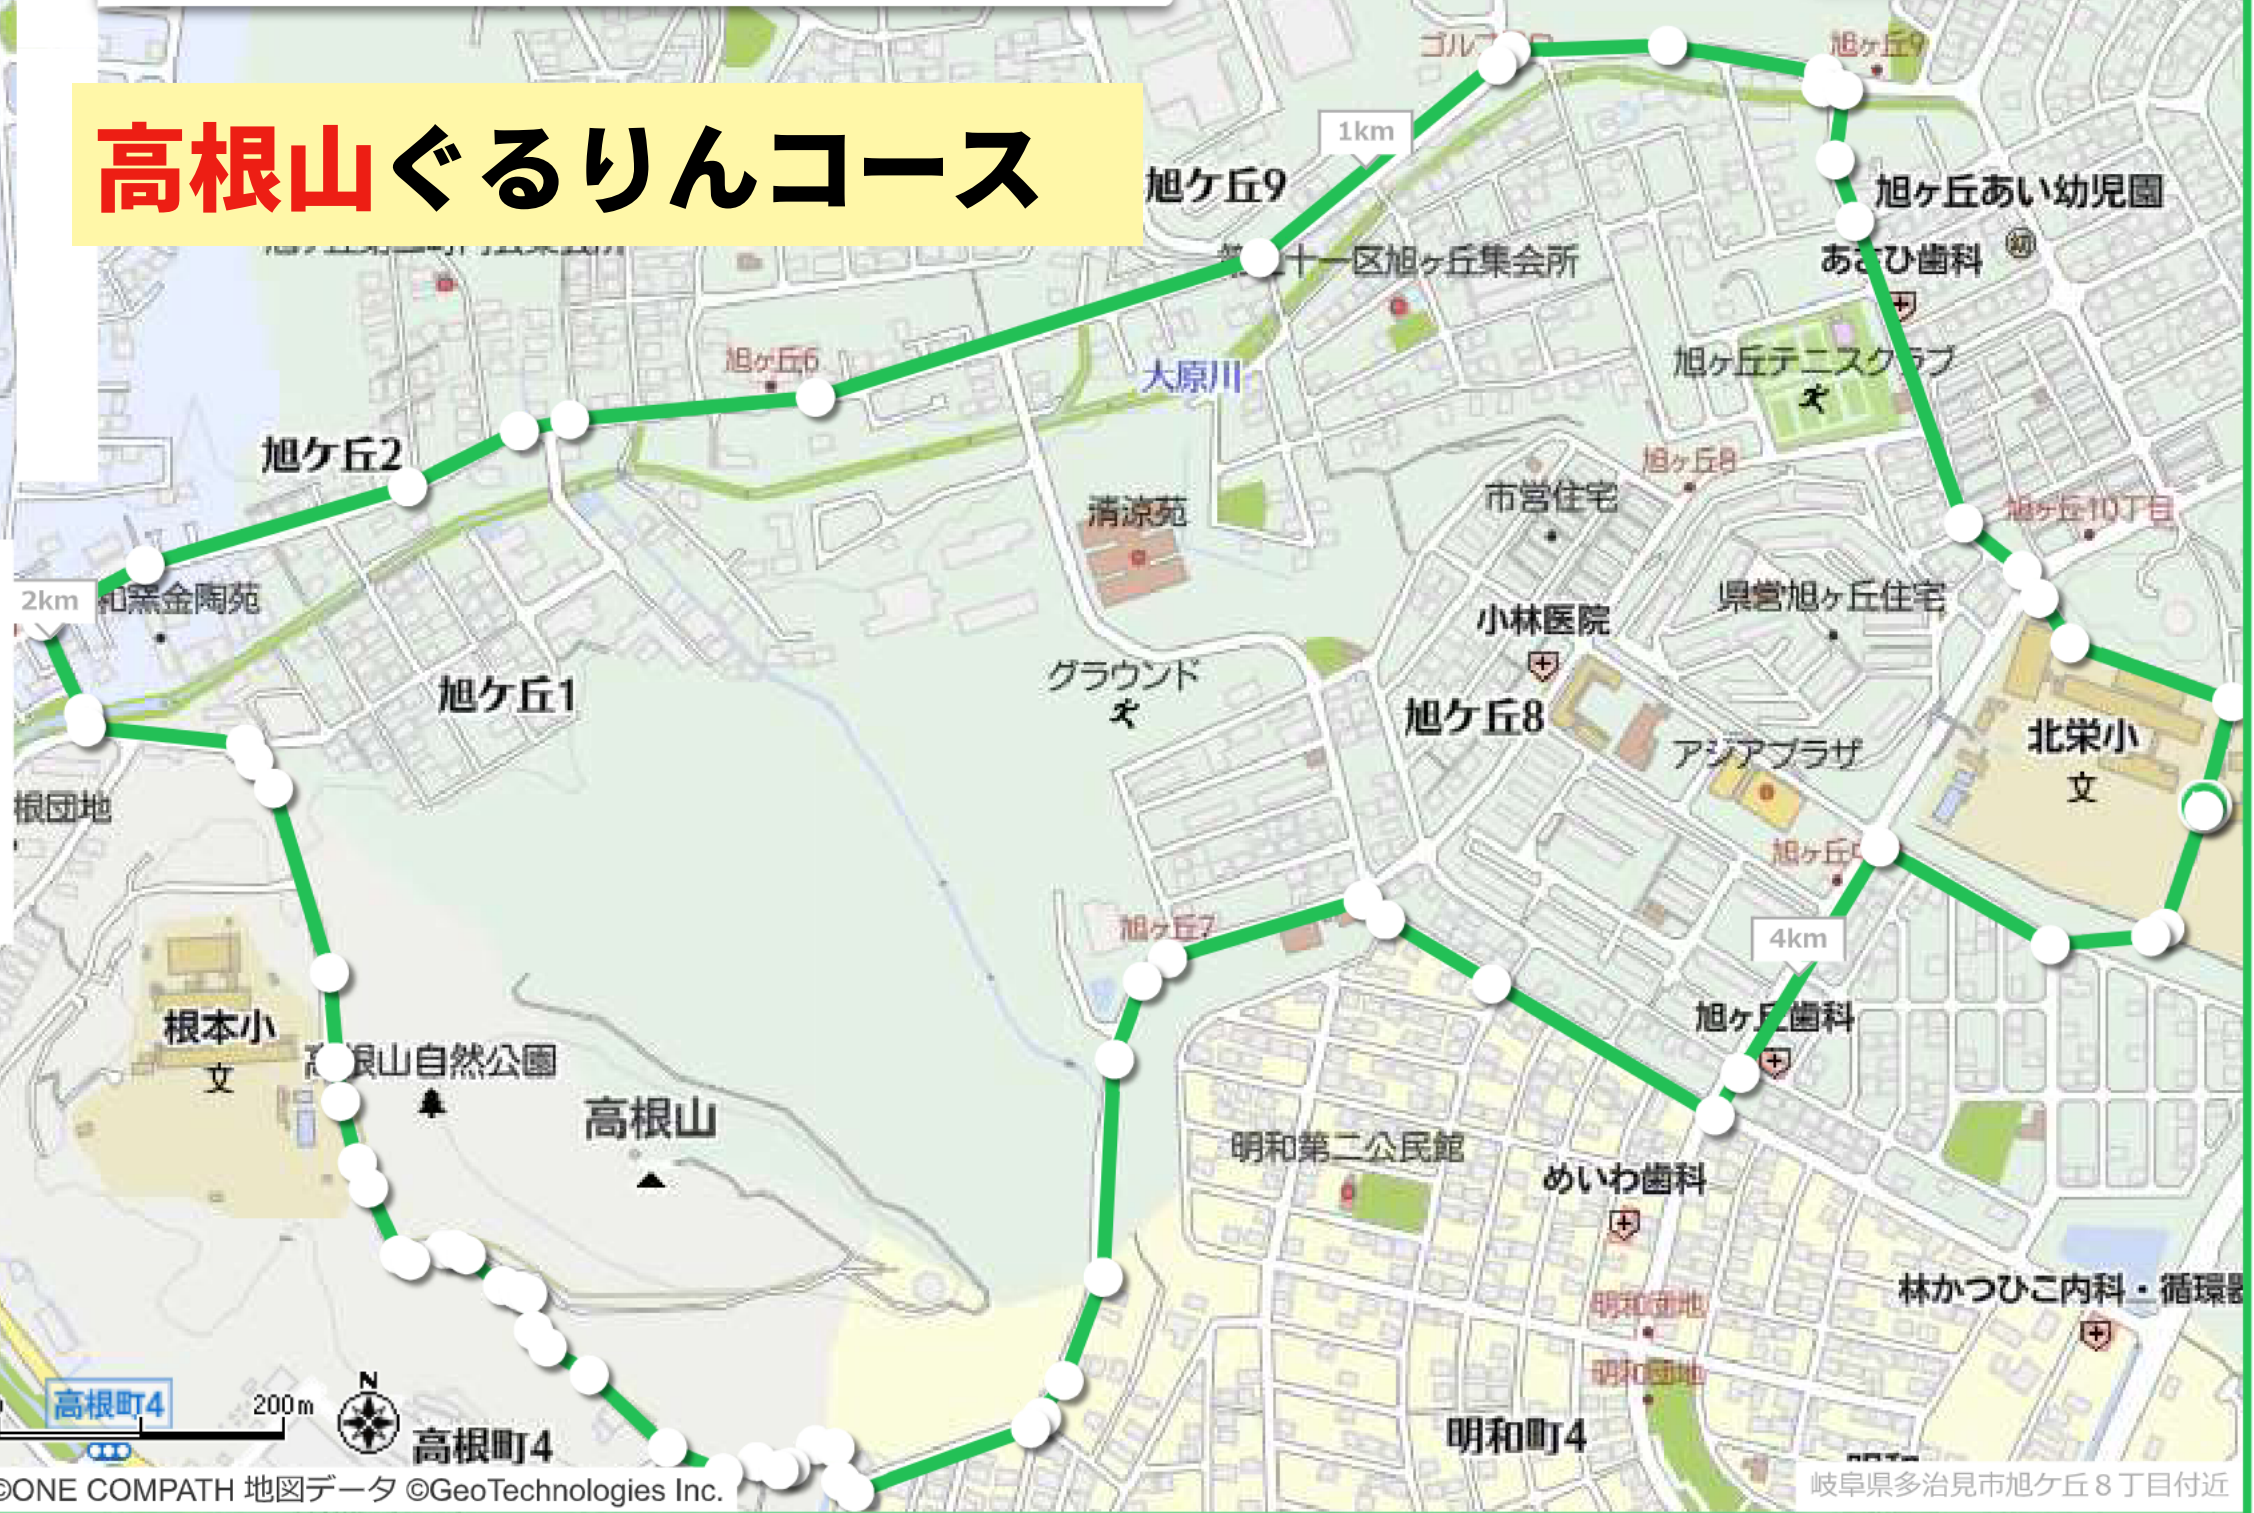 高根山ぐるりんコース
旭ヶ丘9
1km
旭ケ丘9
旭ヶ丘あい幼児園
幼
区旭ヶ丘集会所
あさひ歯科
旭ヶ丘6
大原川
旭ヶ丘テニスクラブ
旭ケ丘2
旭ヶ丘8
清涼苑
市営住宅
旭ヶ丘10丁目
2km
和窯金陶苑
小林医院
県営旭ヶ丘住宅
グラウンド
旭ケ丘1
旭ケ丘8
北栄小
文
アジアプラザ
根団地
旭ヶ丘
旭ヶ丘7
4km
根本小
文
旭ヶ丘歯科
高根山自然公園
高根山
明和第二公民館
めいわ歯科
林かつひこ内科・循環器
明和団地
明和団地
高根町4
200m
N
高根町4
明和町4
©ONE COMPATH 地図データ ©GeoTechnologies Inc.
岐阜県多治見市旭ケ丘８丁目付近